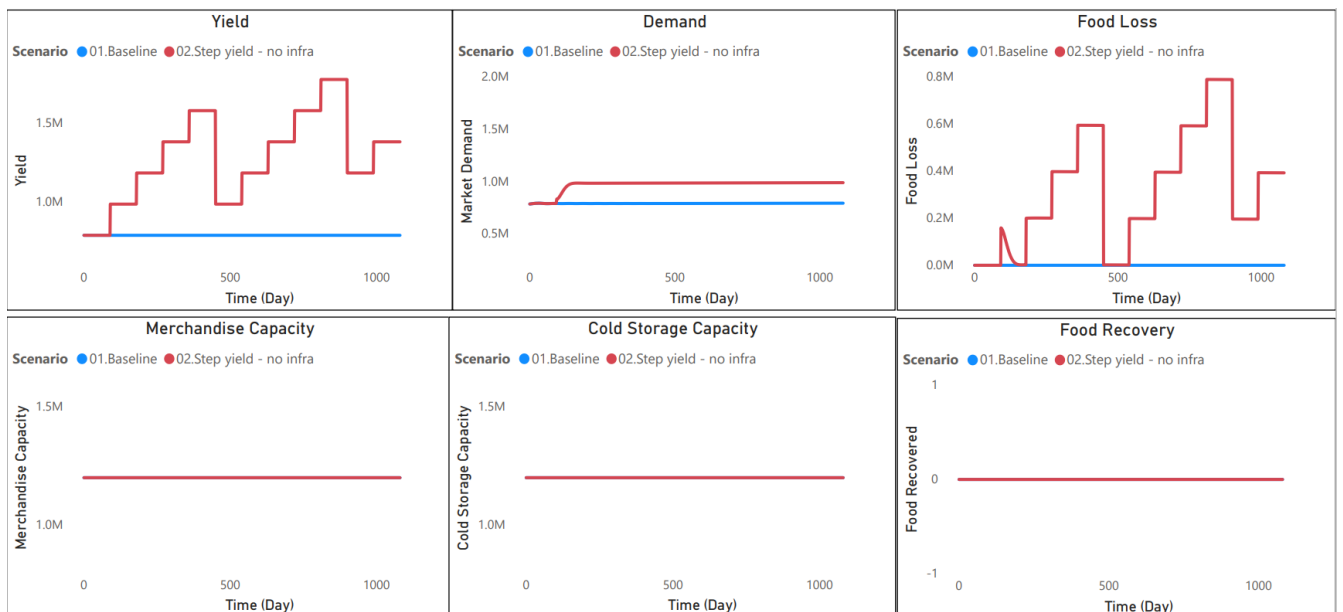 Yield
Scenario 01.Baseline 02.Step yield - no infra
Yield
1.5M
1.0M
0 500 1000
Time (Day)
Demand
Scenario 01.Baseline 02.Step yield - no infra
Market Demand
2.0M
1.5M
1.0M
0.5M
0 500 1000
Time (Day)
Food Loss
Scenario 01.Baseline 02.Step yield - no infra
Food Loss
0.8M
0.6M
0.4M
0.2M
0.0M
0 500 1000
Time (Day)
Merchandise Capacity
Scenario 01.Baseline 02.Step yield - no infra
Merchandise Capacity
1.5M
1.0M
0 500 1000
Time (Day)
Cold Storage Capacity
Scenario 01.Baseline 02.Step yield - no infra
Cold Storage Capacity
1.5M
1.0M
0 500 1000
Time (Day)
Food Recovery
Scenario 01.Baseline 02.Step yield - no infra
Food Recovered
1
0
-1
0 500 1000
Time (Day)